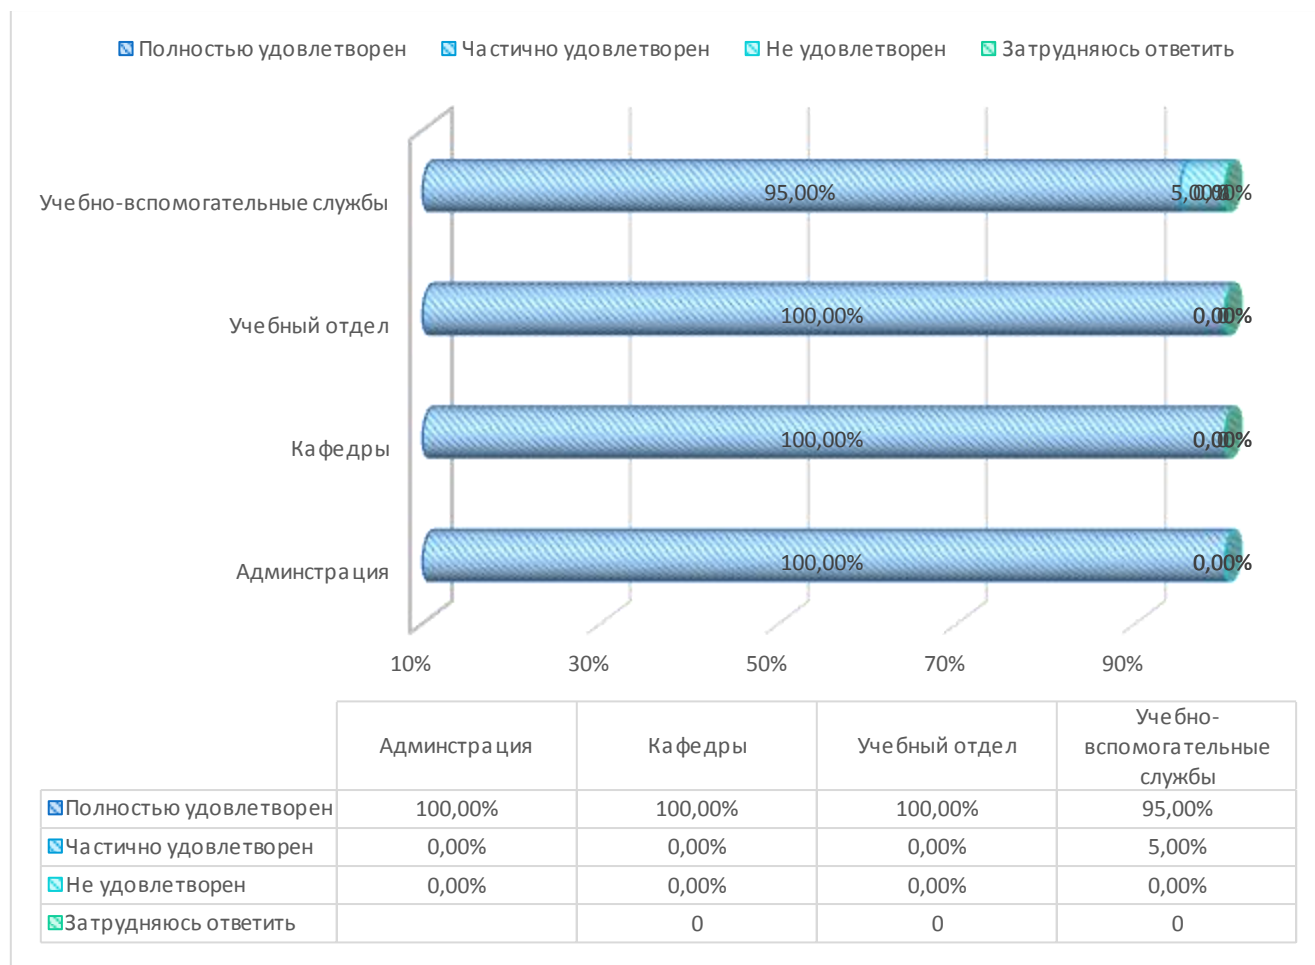 Полностью удовлетворен Частично удовлетворен Не удовлетворен Затрудняюсь ответить
Учебно-вспомогательные службы 95,00% 5,00% 0,00%
Учебный отдел 100,00% 0,00%
Кафедры 100,00% 0,00%
Админстрация 100,00% 0,00%
10% 30% 50% 70% 90%
Админстрация Кафедры Учебный отдел Учебно-
вспомогательные
службы
Полностью удовлетворен 100,00% 100,00% 100,00% 95,00%
Частично удовлетворен 0,00% 0,00% 0,00% 5,00%
Не удовлетворен 0,00% 0,00% 0,00% 0,00%
Затрудняюсь ответить 0 0 0